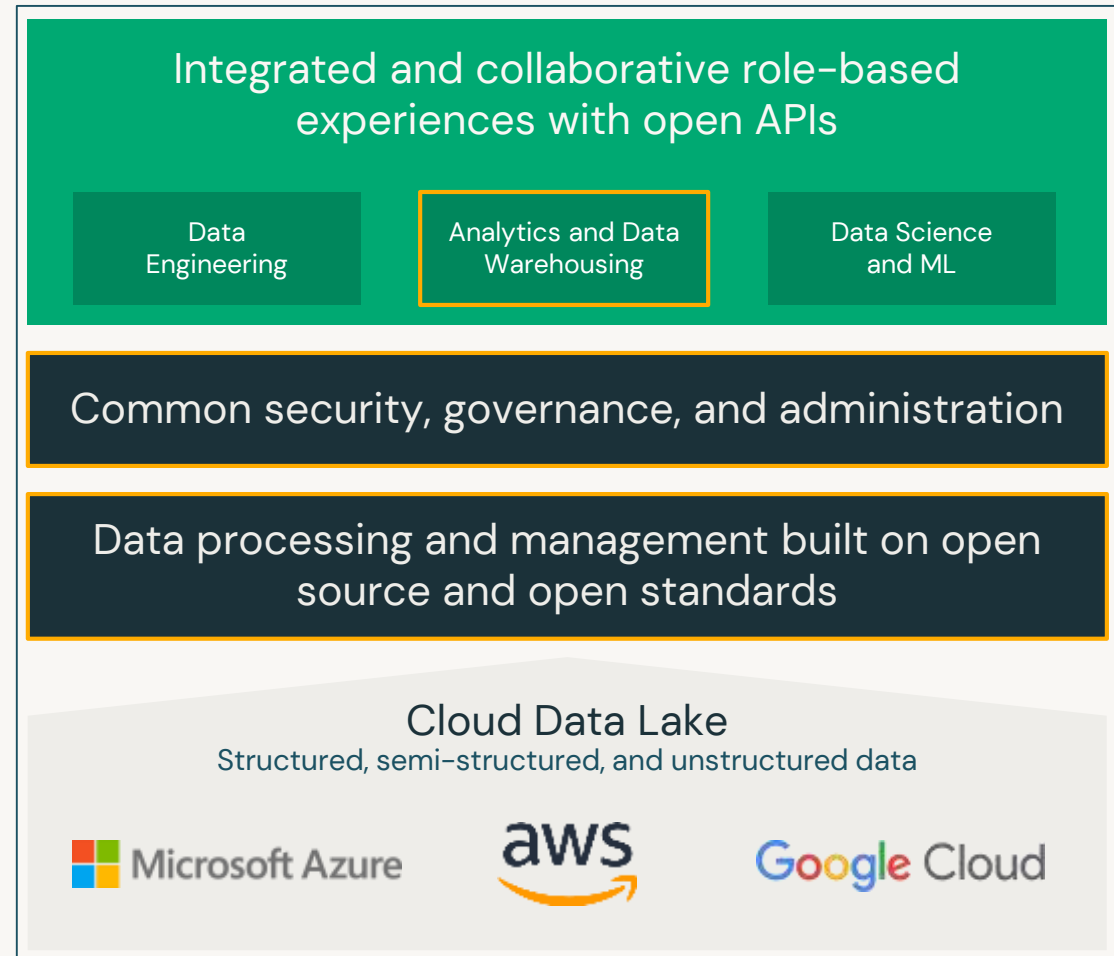 Integrated and collaborative role-based
experiences with open APIs
Data
Engineering
Analytics and Data
Warehousing
Data Science
and ML
Common security, governance, and administration
Data processing and management built on open
source and open standards
Cloud Data Lake
Structured, semi-structured, and unstructured data
Microsoft Azure
aws
Google Cloud